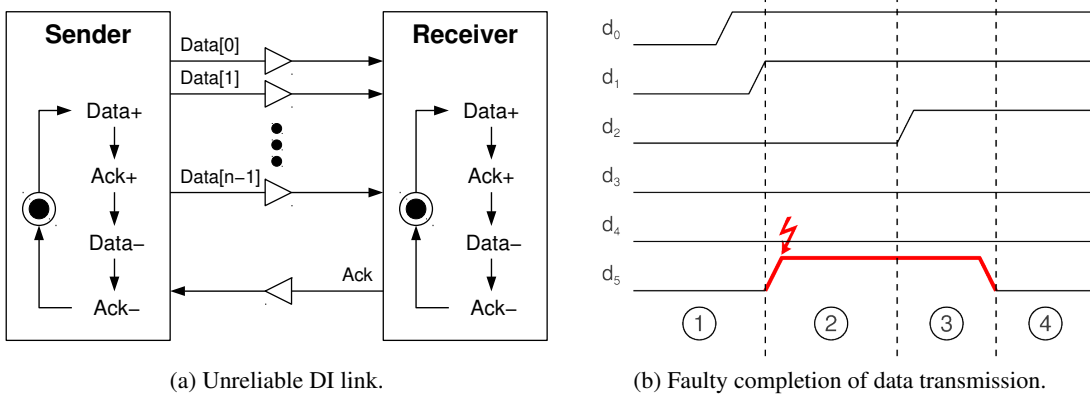 Sender
Receiver
Data[0]
Data[1]
Data[n−1]
Ack
Data+
Ack+
Data−
Ack−
Data+
Ack+
Data−
Ack−
(a) Unreliable DI link.
d0
d1
d2
d3
d4
d5
1 2 3 4
(b) Faulty completion of data transmission.